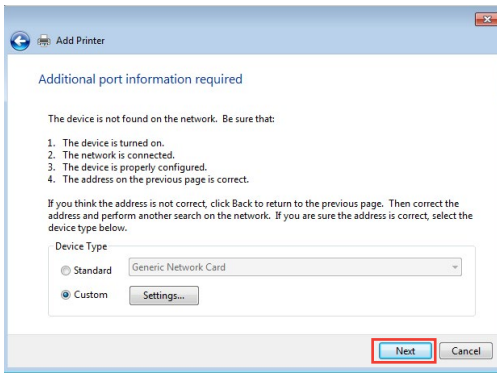 Add Printer
Additional port information required
The device is not found on the network. Be sure that:
1. The device is turned on.
2. The network is connected.
3. The device is properly configured.
4. The address on the previous page is correct.
If you think the address is not correct, click Back to return to the previous page. Then correct the
address and perform another search on the network. If you are sure the address is correct, select the
device type below.
Device Type
Standard Generic Network Card
Custom Settings...
Next Cancel